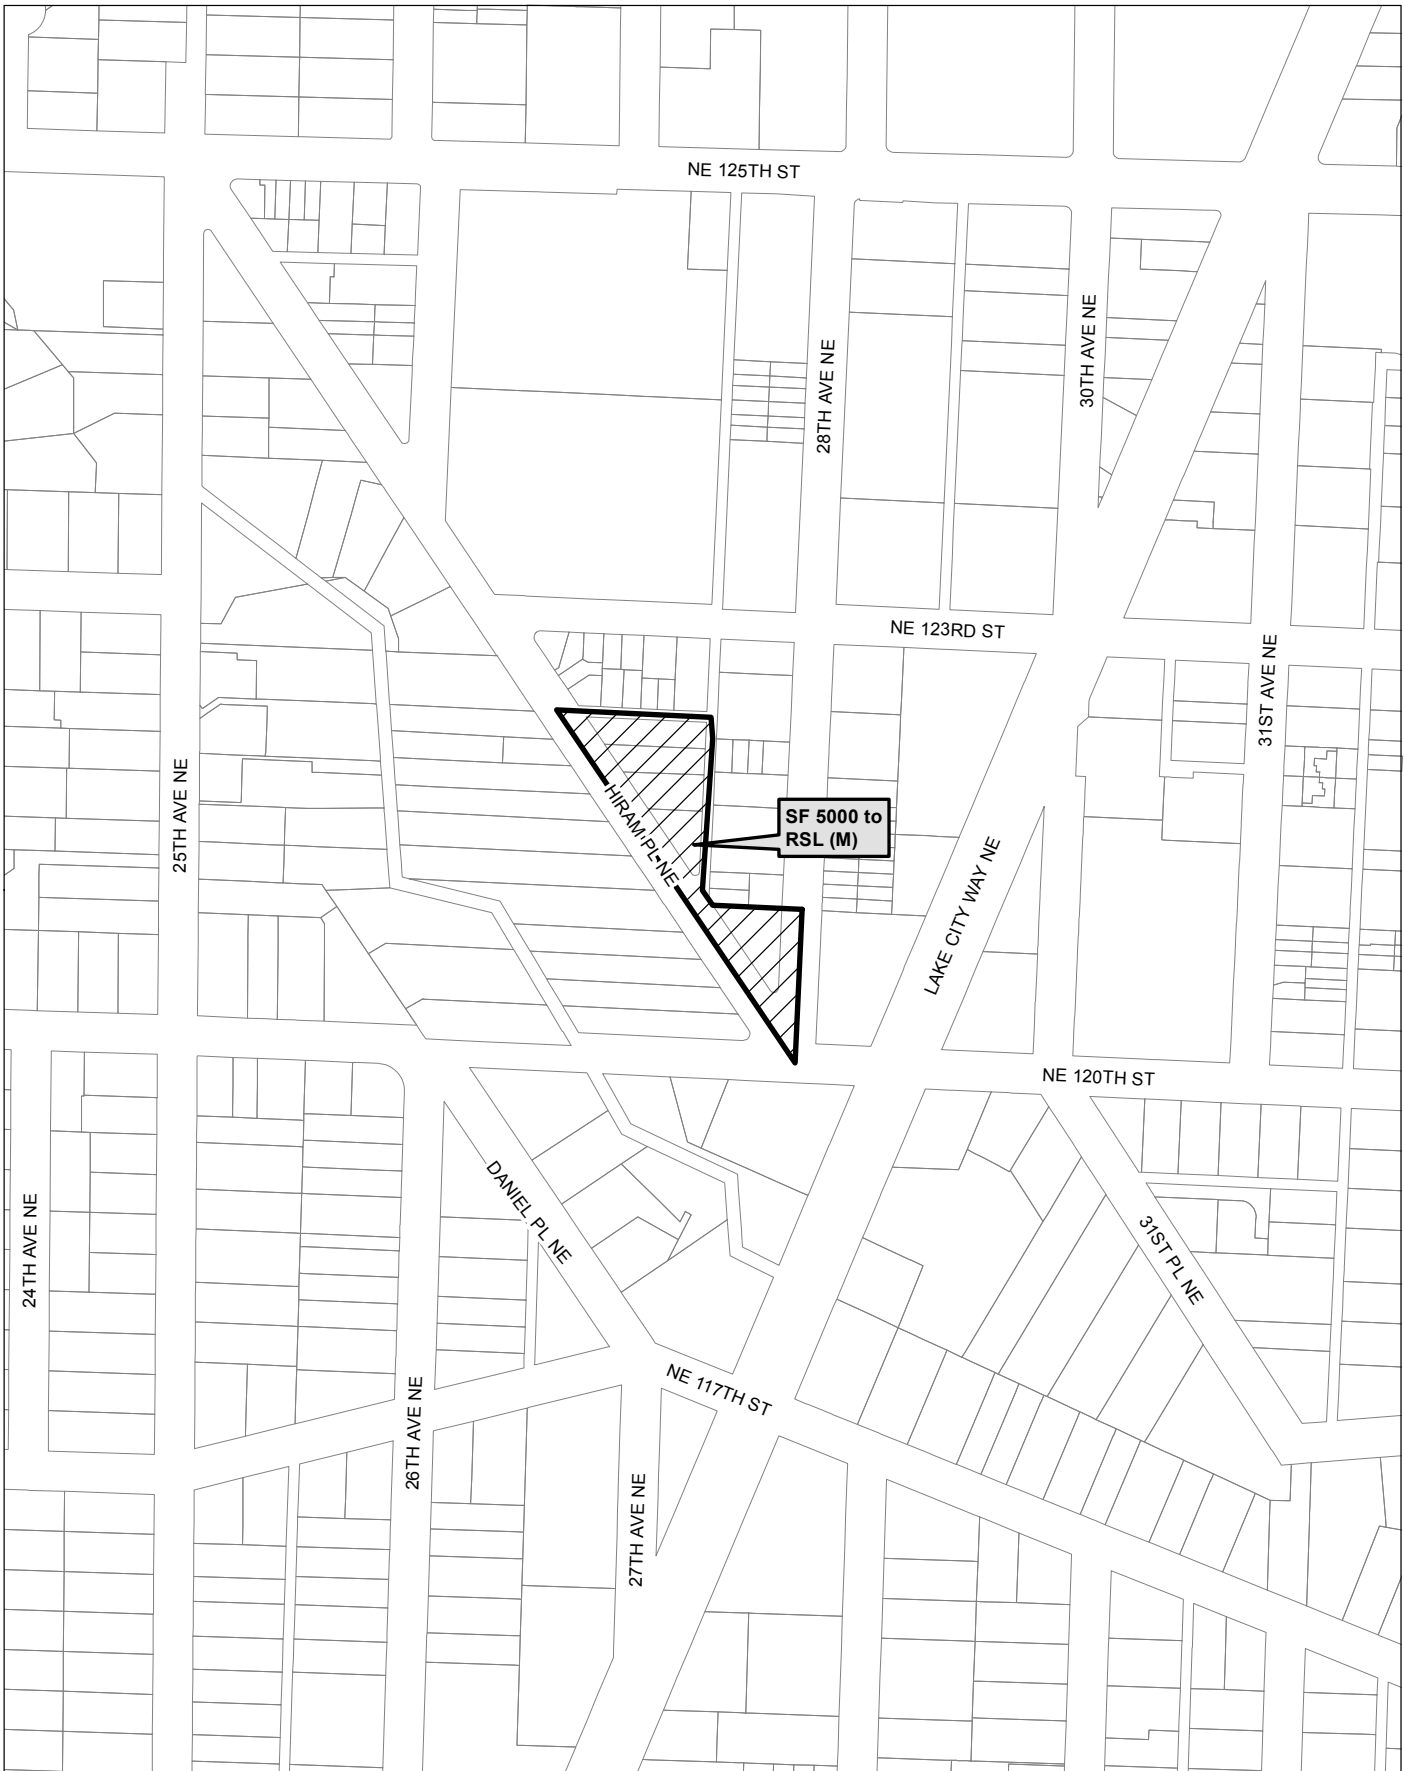 NE 125TH ST
30TH AVE NE
28TH AVE NE
NE 123RD ST
31ST AVE NE
25TH AVE NE
HIRAM PL NE
SF 5000 to
RSL (M)
LAKE CITY WAY NE
NE 120TH ST
DANIEL PL NE
24TH AVE NE
31ST PL NE
NE 117TH ST
26TH AVE NE
27TH AVE NE